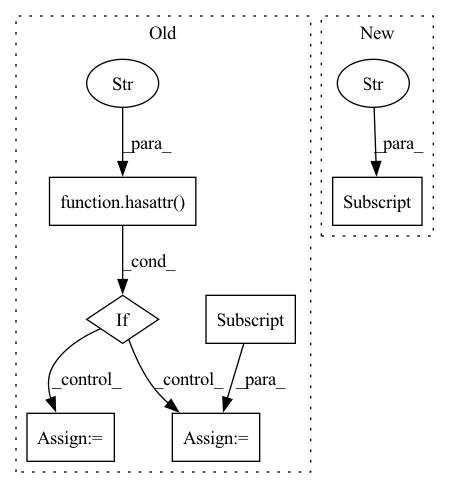 Old
New
Str
Str
_para_
_para_
function.hasattr()
Subscript
_cond_
If
Subscript
_control_
_control_
_para_
Assign:=
Assign:=